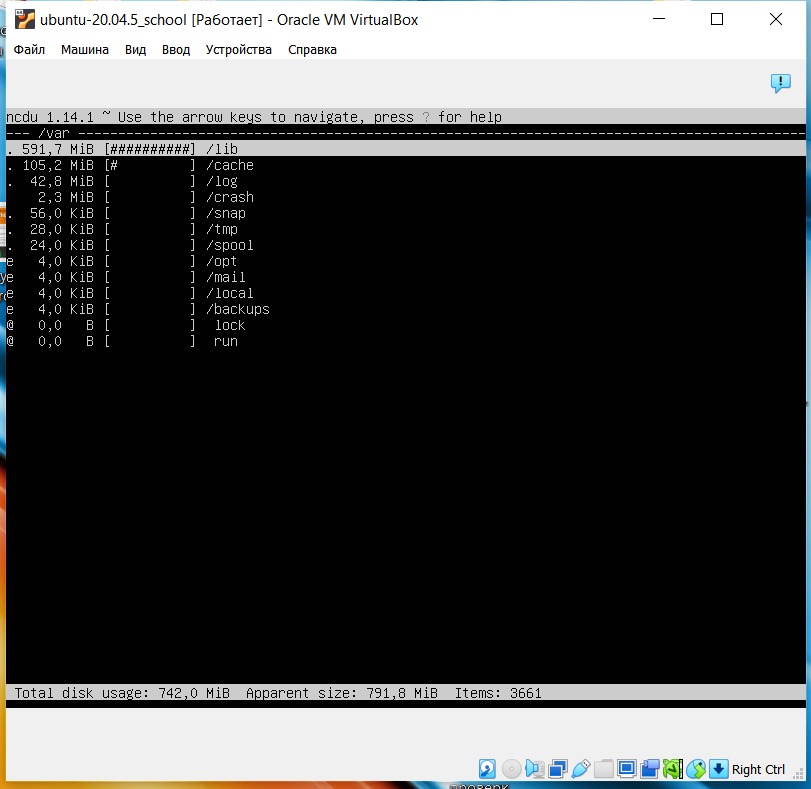 ubuntu-20.04.5_school [Работает] - Oracle VM VirtualBox
Файл Машина Вид Ввод Устройства Справка
ncdu 1.14.1 ~ Use the arrow keys to navigate, press ? for help
--- /var ---
. 591,7 MiB [##########] /lib
. 105,2 MiB [#         ] /cache
.  42,8 MiB [          ] /log
    2,3 MiB [          ] /crash
.  56,0 KiB [          ] /snap
.  28,0 KiB [          ] /tmp
.  24,0 KiB [          ] /spool
e   4,0 KiB [          ] /opt
e   4,0 KiB [          ] /mail
e   4,0 KiB [          ] /local
e   4,0 KiB [          ] /backups
@   0,0   B [          ]  lock
@   0,0   B [          ]  run
Total disk usage: 742,0 MiB  Apparent size: 791,8 MiB  Items: 3661
Right Ctrl